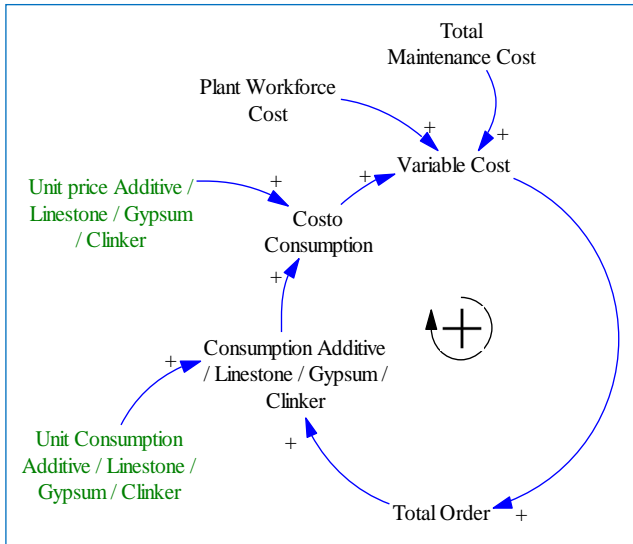 Total
Maintenance Cost
Plant Workforce
Cost
+
+
Variable Cost
+
+
Unit price Additive /
Linestone / Gypsum
/ Clinker
Costo
Consumption
+
+
Consumption Additive
/ Linestone / Gypsum /
Clinker
+
Unit Consumption
Additive / Linestone /
Gypsum / Clinker
+
Total Order
+